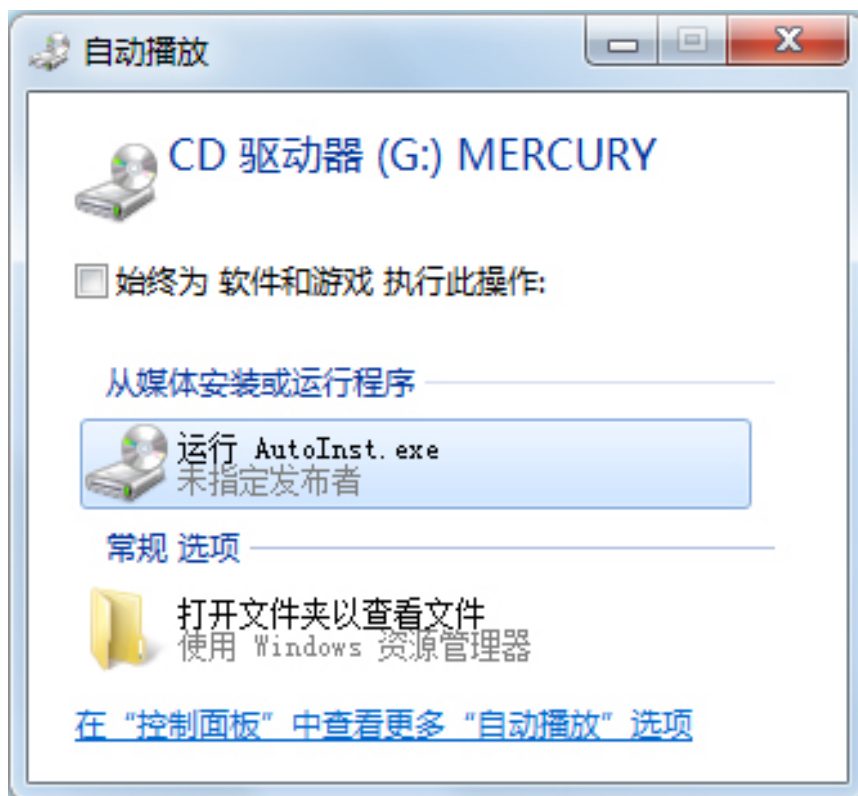 自动播放
CD 驱动器 (G:) MERCURY
始终为 软件和游戏 执行此操作:
从媒体安装或运行程序
运行 AutoInst.exe
未指定发布者
常规 选项
打开文件夹以查看文件
使用 Windows 资源管理器
在“控制面板”中查看更多“自动播放”选项